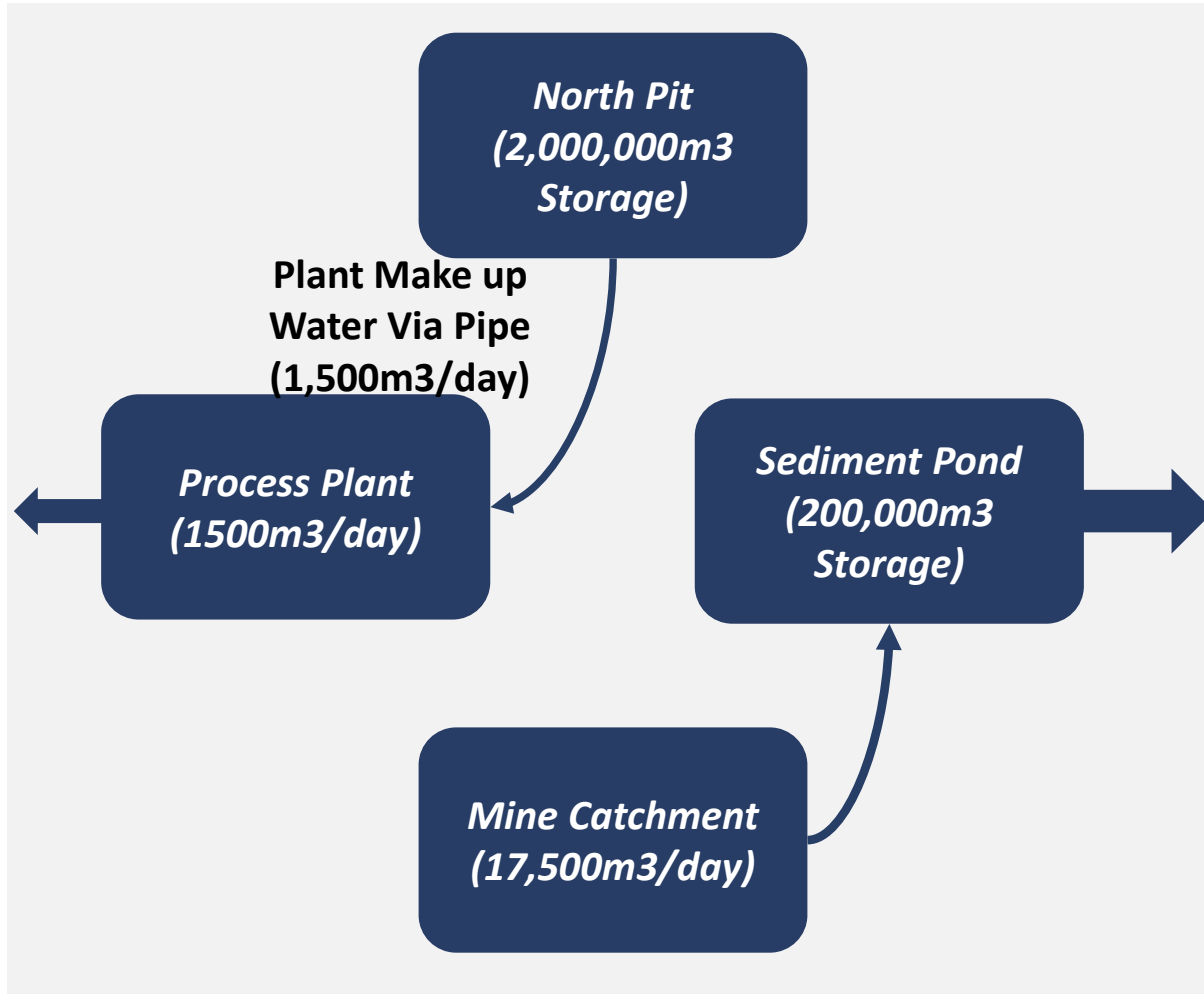 North Pit
(2,000,000m3
Storage)
Plant Make up
Water Via Pipe
(1,500m3/day)
Process Plant
(1500m3/day)
Sediment Pond
(200,000m3
Storage)
Mine Catchment
(17,500m3/day)